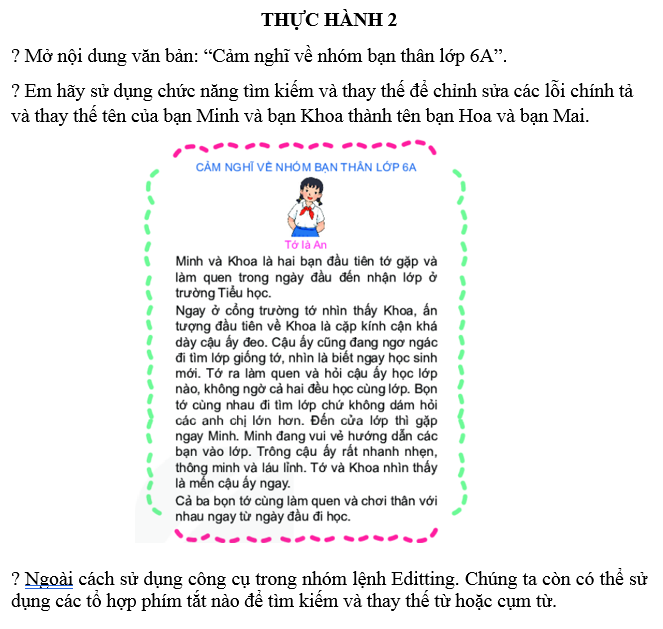 THỰC HÀNH 2
? Mở nội dung văn bản: “Cảm nghĩ về nhóm bạn thân lớp 6A”.
? Em hãy sử dụng chức năng tìm kiếm và thay thế để chỉnh sửa các lỗi chính tả
và thay thế tên của bạn Minh và bạn Khoa thành tên bạn Hoa và bạn Mai.
CẢM NGHĨ VỀ NHÓM BẠN THÂN LỚP 6A
Tớ là An
Minh và Khoa là hai bạn đầu tiên tớ gặp và
làm quen trong ngày đầu đến nhận lớp ở
trường Tiểu học.
Ngay ở cổng trường tớ nhìn thấy Khoa, ấn
tượng đầu tiên về Khoa là cặp kính cận khá
dày cậu ấy đeo. Cậu ấy cũng đang ngơ ngác
đi tìm lớp giống tớ, nhìn là biết ngay học sinh
mới. Tớ ra làm quen và hỏi cậu ấy học lớp
nào, không ngờ cả hai đều học cùng lớp. Bọn
tớ cùng nhau đi tìm lớp chứ không dám hỏi
các anh chị lớn hơn. Đến cửa lớp thì gặp
ngay Minh. Minh đang vui vẻ hướng dẫn các
bạn vào lớp. Trông cậu ấy rất nhanh nhẹn,
thông minh và láu lỉnh. Tớ và Khoa nhìn thấy
là mến cậu ấy ngay.
Cả ba bọn tớ cùng làm quen và chơi thân với
nhau ngay từ ngày đầu đi học.
? Ngoài cách sử dụng công cụ trong nhóm lệnh Editting. Chúng ta còn có thể sử
dụng các tổ hợp phím tắt nào để tìm kiếm và thay thế từ hoặc cụm từ.